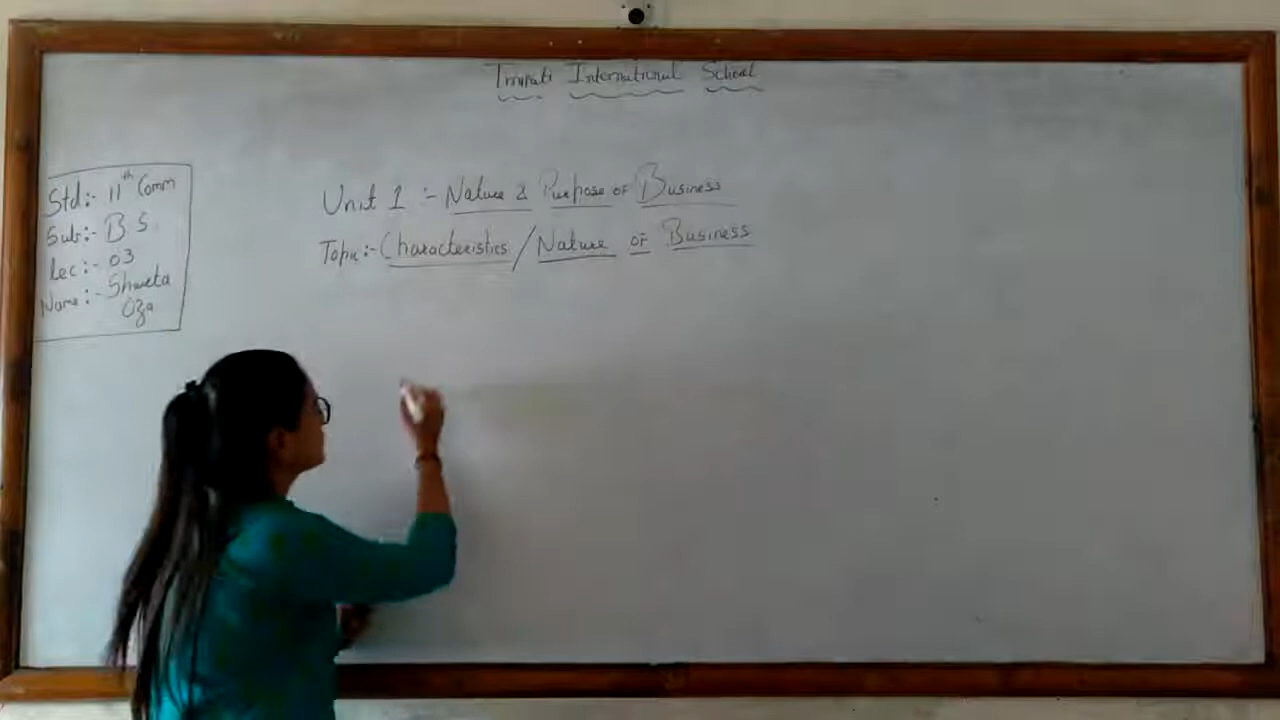 Tirupati International School
Std:- 11th Comm
Sub:- B S
Lec:- 03
Name:- Shweta
Oza
Unit 1 :- Nature & Purpose of Business
Topic:- Characteristics / Nature of Business